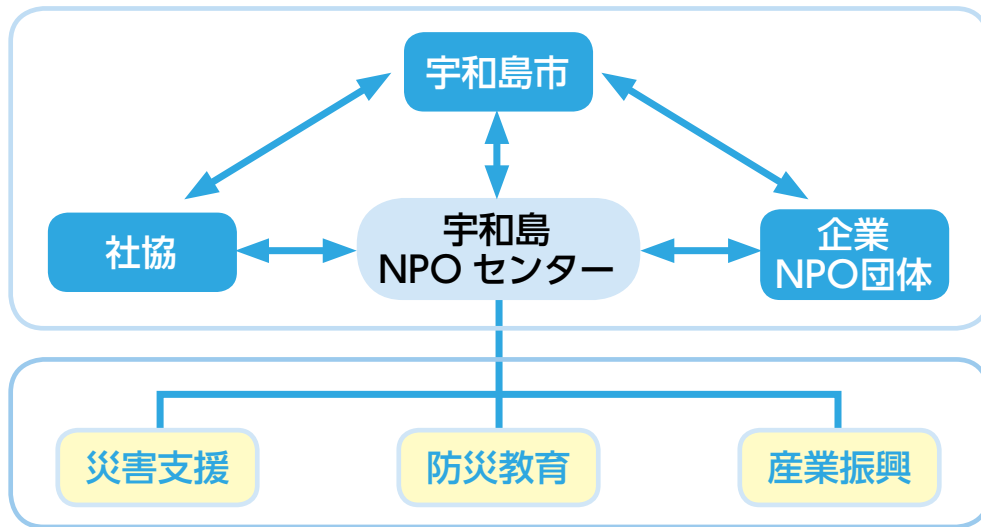 宇和島市
社協
宇和島
NPO センター
企業
NPO団体
災害支援
防災教育
産業振興